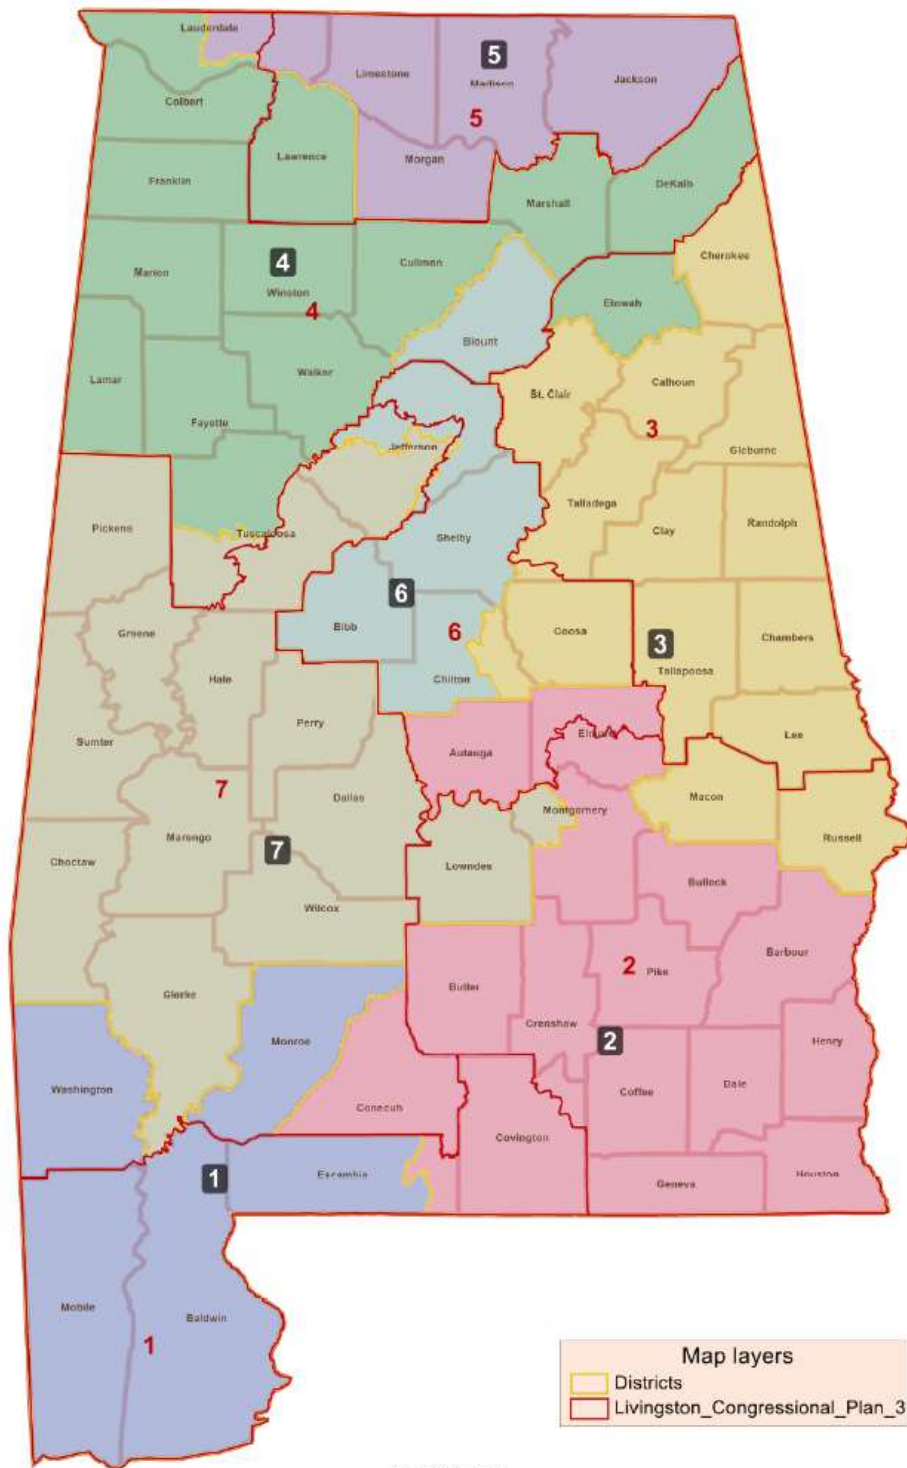 Lauderdale
5
Limestone
Madison
Jackson
Colbert
5
Lawrence
Morgan
Franklin
DeKalb
Marshall
Cherokee
4
Cullman
Marion
Winston
Etowah
4
Blount
Walker
Lamar
Calhoun
St. Clair
Fayette
3
Jefferson
Cleburne
Talladega
Randolph
Pickens
Clay
Tuscaloosa
Shelby
6
Bibb
6
Greene
Coosa
3
Chambers
Tallapoosa
Hale
Chilton
Perry
Elmore
Lee
Sumter
Autauga
7
Dallas
Macon
Montgomery
Marengo
Russell
7
Choctaw
Lowndes
Bullock
Wilcox
Barbour
2
Pike
Butler
Clarke
Crenshaw
Monroe
2
Henry
Washington
Coffee
Dale
Conecuh
Covington
1
Escambia
Houston
Geneva
Mobile
Baldwin
1
Map layers
Districts
Livingston_Congressional_Plan_3